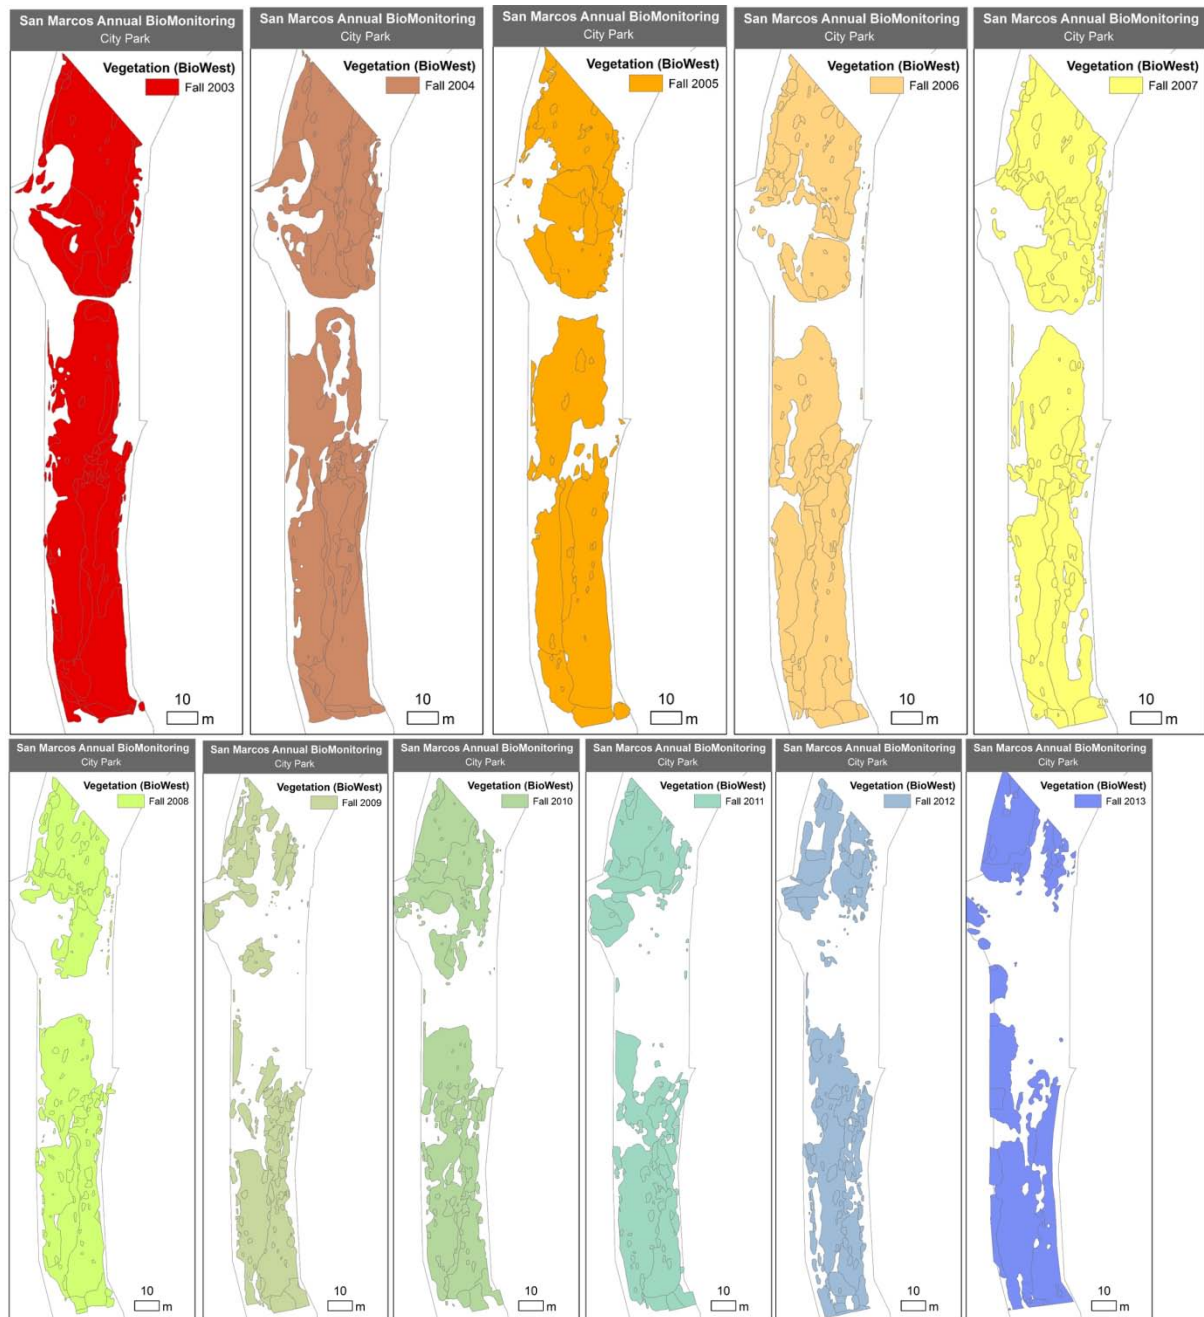 San Marcos Annual BioMonitoring
City Park
Vegetation (BioWest)
Fall 2003
10
m
San Marcos Annual BioMonitoring
City Park
Vegetation (BioWest)
Fall 2004
10
m
San Marcos Annual BioMonitoring
City Park
Vegetation (BioWest)
Fall 2005
10
m
San Marcos Annual BioMonitoring
City Park
Vegetation (BioWest)
Fall 2006
10
m
San Marcos Annual BioMonitoring
City Park
Vegetation (BioWest)
Fall 2007
10
m
San Marcos Annual BioMonitoring
City Park
Vegetation (BioWest)
Fall 2008
10
m
San Marcos Annual BioMonitoring
City Park
Vegetation (BioWest)
Fall 2009
10
m
San Marcos Annual BioMonitoring
City Park
Vegetation (BioWest)
Fall 2010
10
m
San Marcos Annual BioMonitoring
City Park
Vegetation (BioWest)
Fall 2011
10
m
San Marcos Annual BioMonitoring
City Park
Vegetation (BioWest)
Fall 2012
10
m
San Marcos Annual BioMonitoring
City Park
Vegetation (BioWest)
Fall 2013
10
m